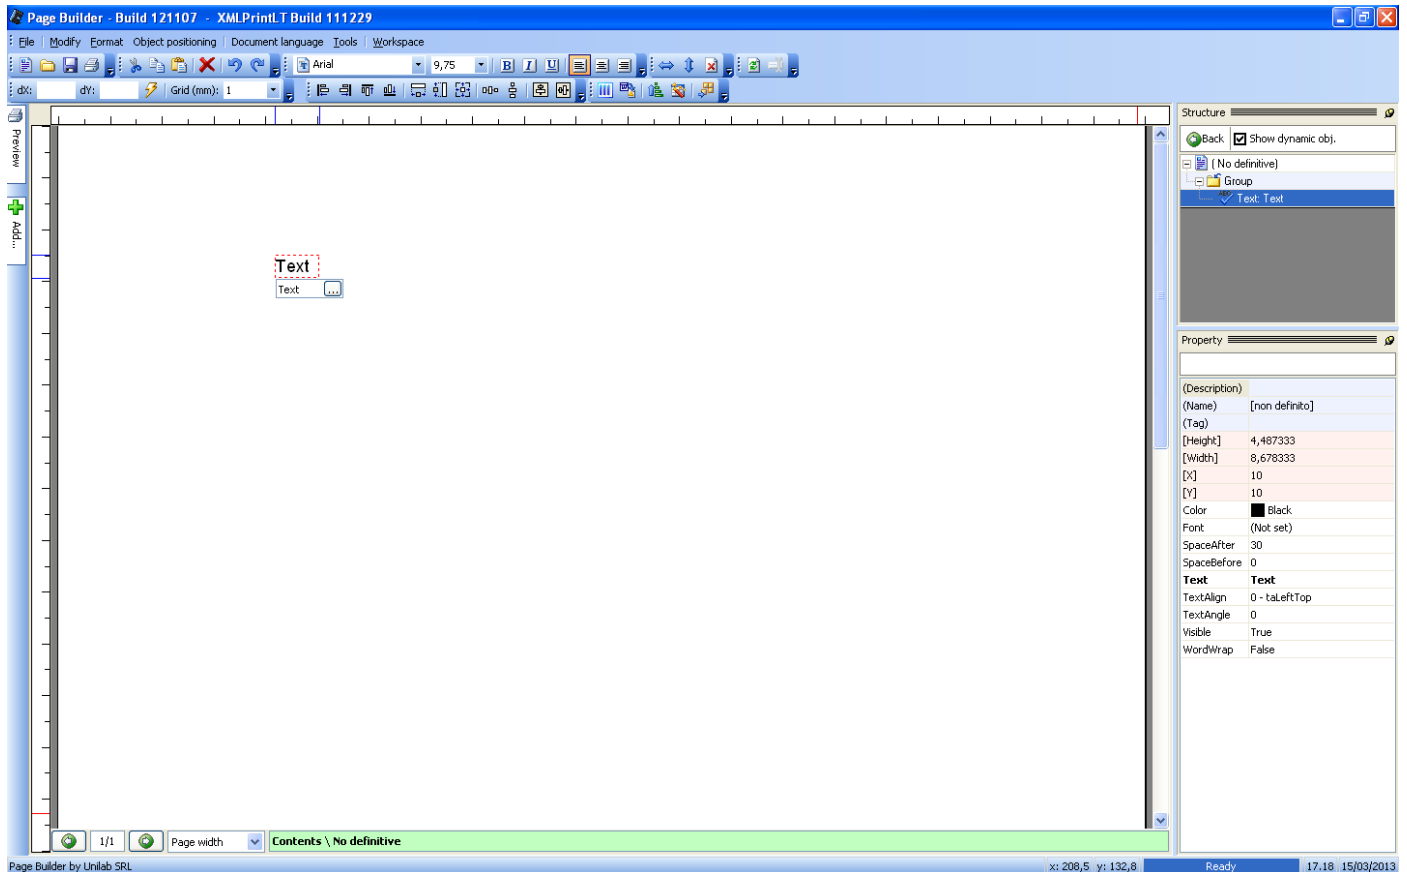 Page Builder - Build 121107 - XMLPrintLT Build 111229
File Modify Format Object positioning Document language Tools Workspace
Arial 9,75 B I U
dX: dY: Grid (mm): 1
Preview
Add...
Text
Text ...
Structure
Back Show dynamic obj.
( No definitive)
Group
Text: Text
Property
(Description)
(Name) [non definito]
(Tag)
[Height] 4,487333
[Width] 8,678333
[X] 10
[Y] 10
Color Black
Font (Not set)
SpaceAfter 30
SpaceBefore 0
Text Text
TextAlign 0 - taLeftTop
TextAngle 0
Visible True
WordWrap False
1/1 Page width Contents \ No definitive
Page Builder by Unilab SRL x: 208,5 y: 132,8 Ready 17.18 15/03/2013